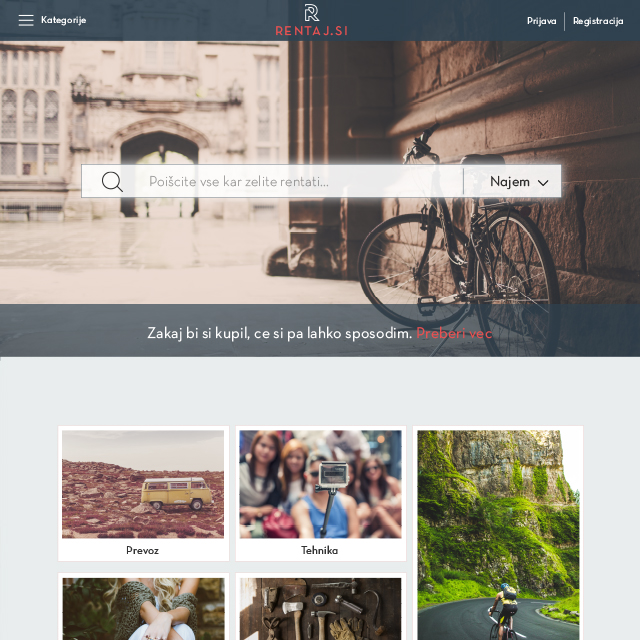 Kategorije
RENTAJ.SI
Prijava
Registracija
Poišcite vse kar zelite rentati...
Najem
Zakaj bi si kupil, ce si pa lahko sposodim. Preberi vec
Prevoz
Tehnika